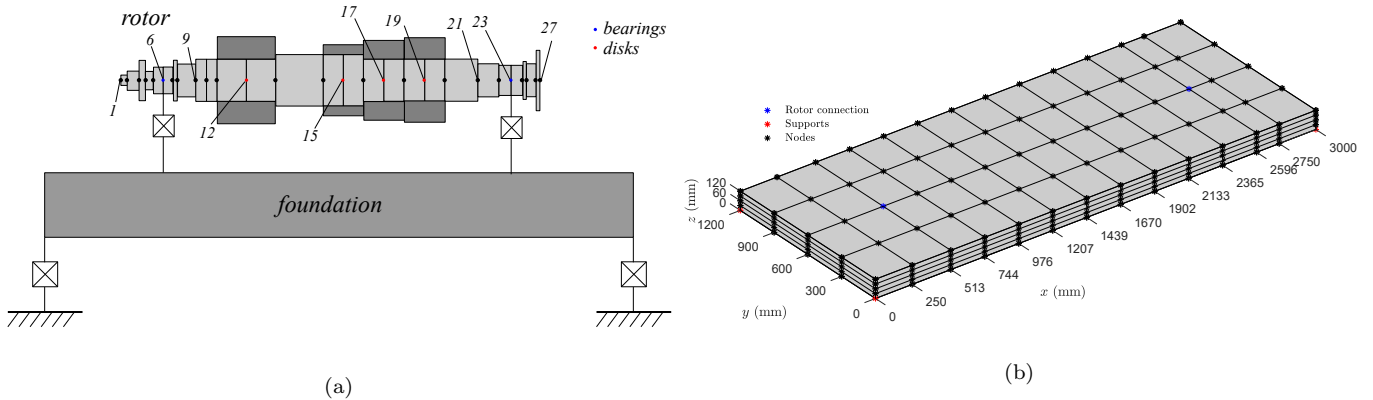 rotor
1
6
9
12
15
17
19
21
23
27
bearings
disks
foundation
(a)
Rotor connection
Supports
Nodes
z (mm)
120
60
0
1200
900
600
300
0
y (mm)
0
250
513
744
976
1207
1439
1670
1902
2133
2365
2596
2750
3000
x (mm)
(b)